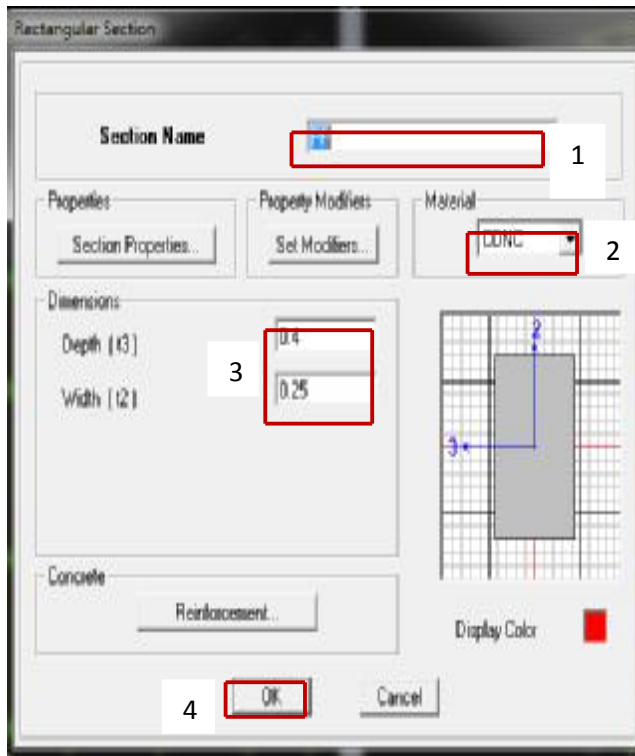 Rectangular Section
Section Name
1
Properties
Property Modifiers
Material
Section Properties...
Set Modifiers...
CONC
2
Dimensions
Depth (t3)
0.4
3
Width (t2)
0.25
2
3
Concrete
Reinforcement...
Display Color
4
OK
Cancel